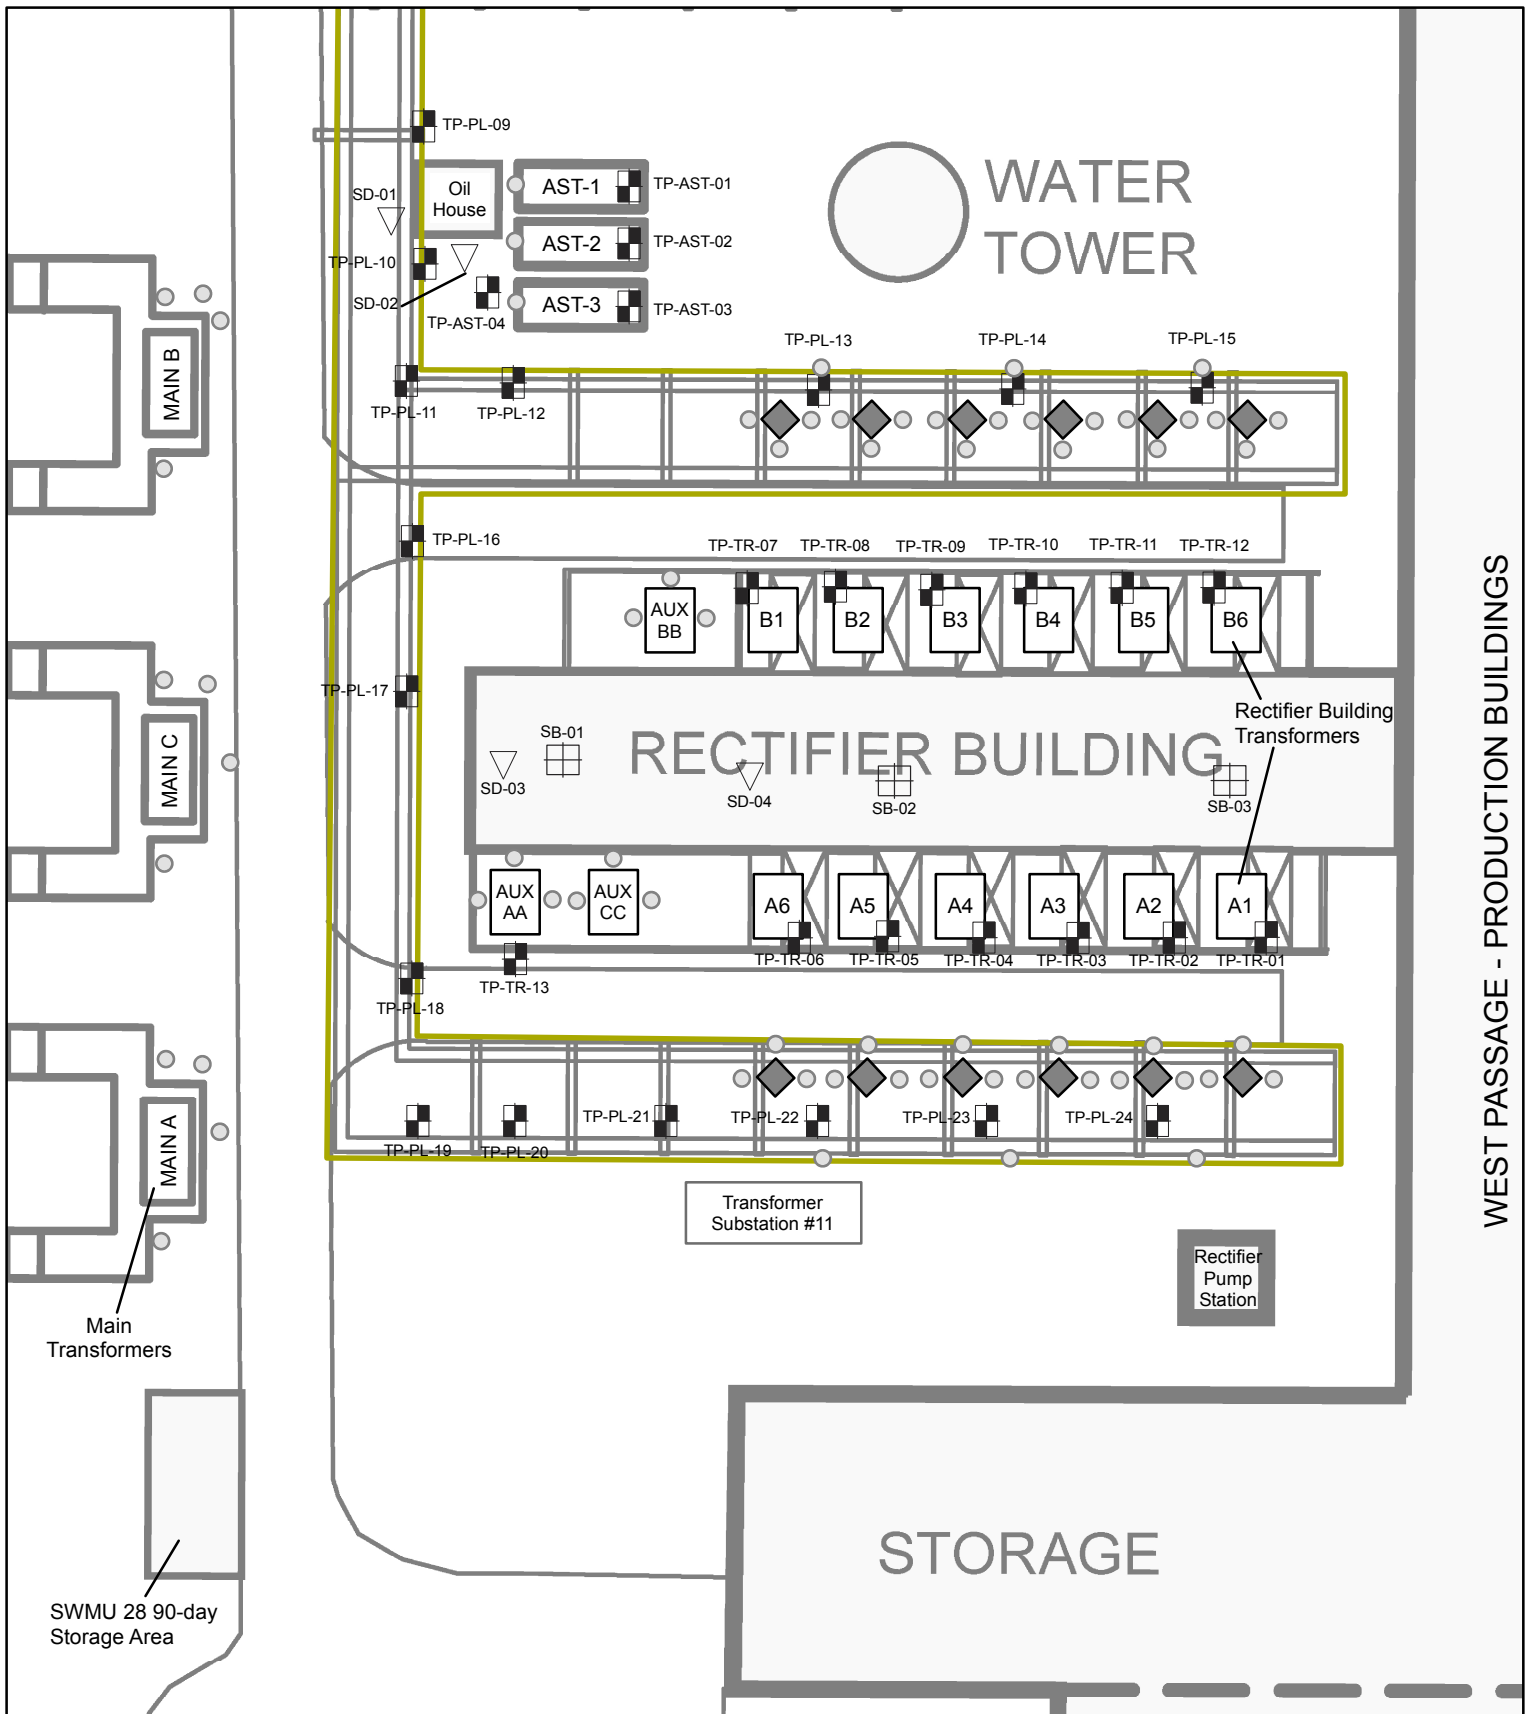 TP-PL-09
SD-01
Oil
House
AST-1
TP-AST-01
WATER
TOWER
AST-2
TP-AST-02
TP-PL-10
SD-02
AST-3
TP-AST-03
TP-AST-04
TP-PL-13
TP-PL-14
TP-PL-15
MAIN B
TP-PL-11
TP-PL-12
TP-PL-16
TP-TR-07
TP-TR-08
TP-TR-09
TP-TR-10
TP-TR-11
TP-TR-12
AUX
BB
B1
B2
B3
B4
B5
B6
TP-PL-17
Rectifier Building
Transformers
MAIN C
SB-01
RECTIFIER BUILDING
SD-03
SD-04
SB-02
SB-03
WEST PASSAGE - PRODUCTION BUILDINGS
AUX
AA
AUX
CC
A6
A5
A4
A3
A2
A1
TP-TR-06
TP-TR-05
TP-TR-04
TP-TR-03
TP-TR-02
TP-TR-01
TP-TR-13
TP-PL-18
MAIN A
TP-PL-21
TP-PL-22
TP-PL-23
TP-PL-24
TP-PL-19
TP-PL-20
Transformer
Substation #11
Rectifier
Pump
Station
Main
Transformers
STORAGE
SWMU 28 90-day
Storage Area